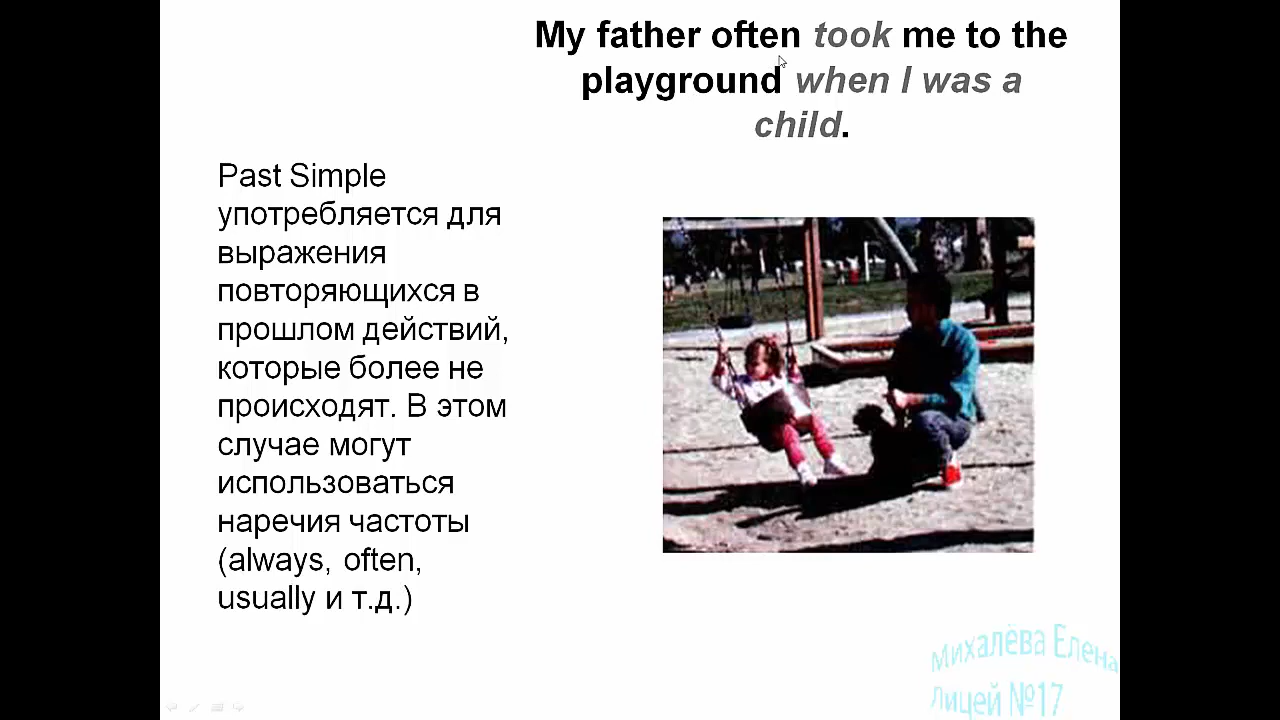 My father often took me to the
playground when I was a
child.
Past Simple
употребляется для
выражения
повторяющихся в
прошлом действий,
которые более не
происходят. В этом
случае могут
использоваться
наречия частоты
(always, often,
usually и т.д.)
Михалёва Елена
Лицей №17